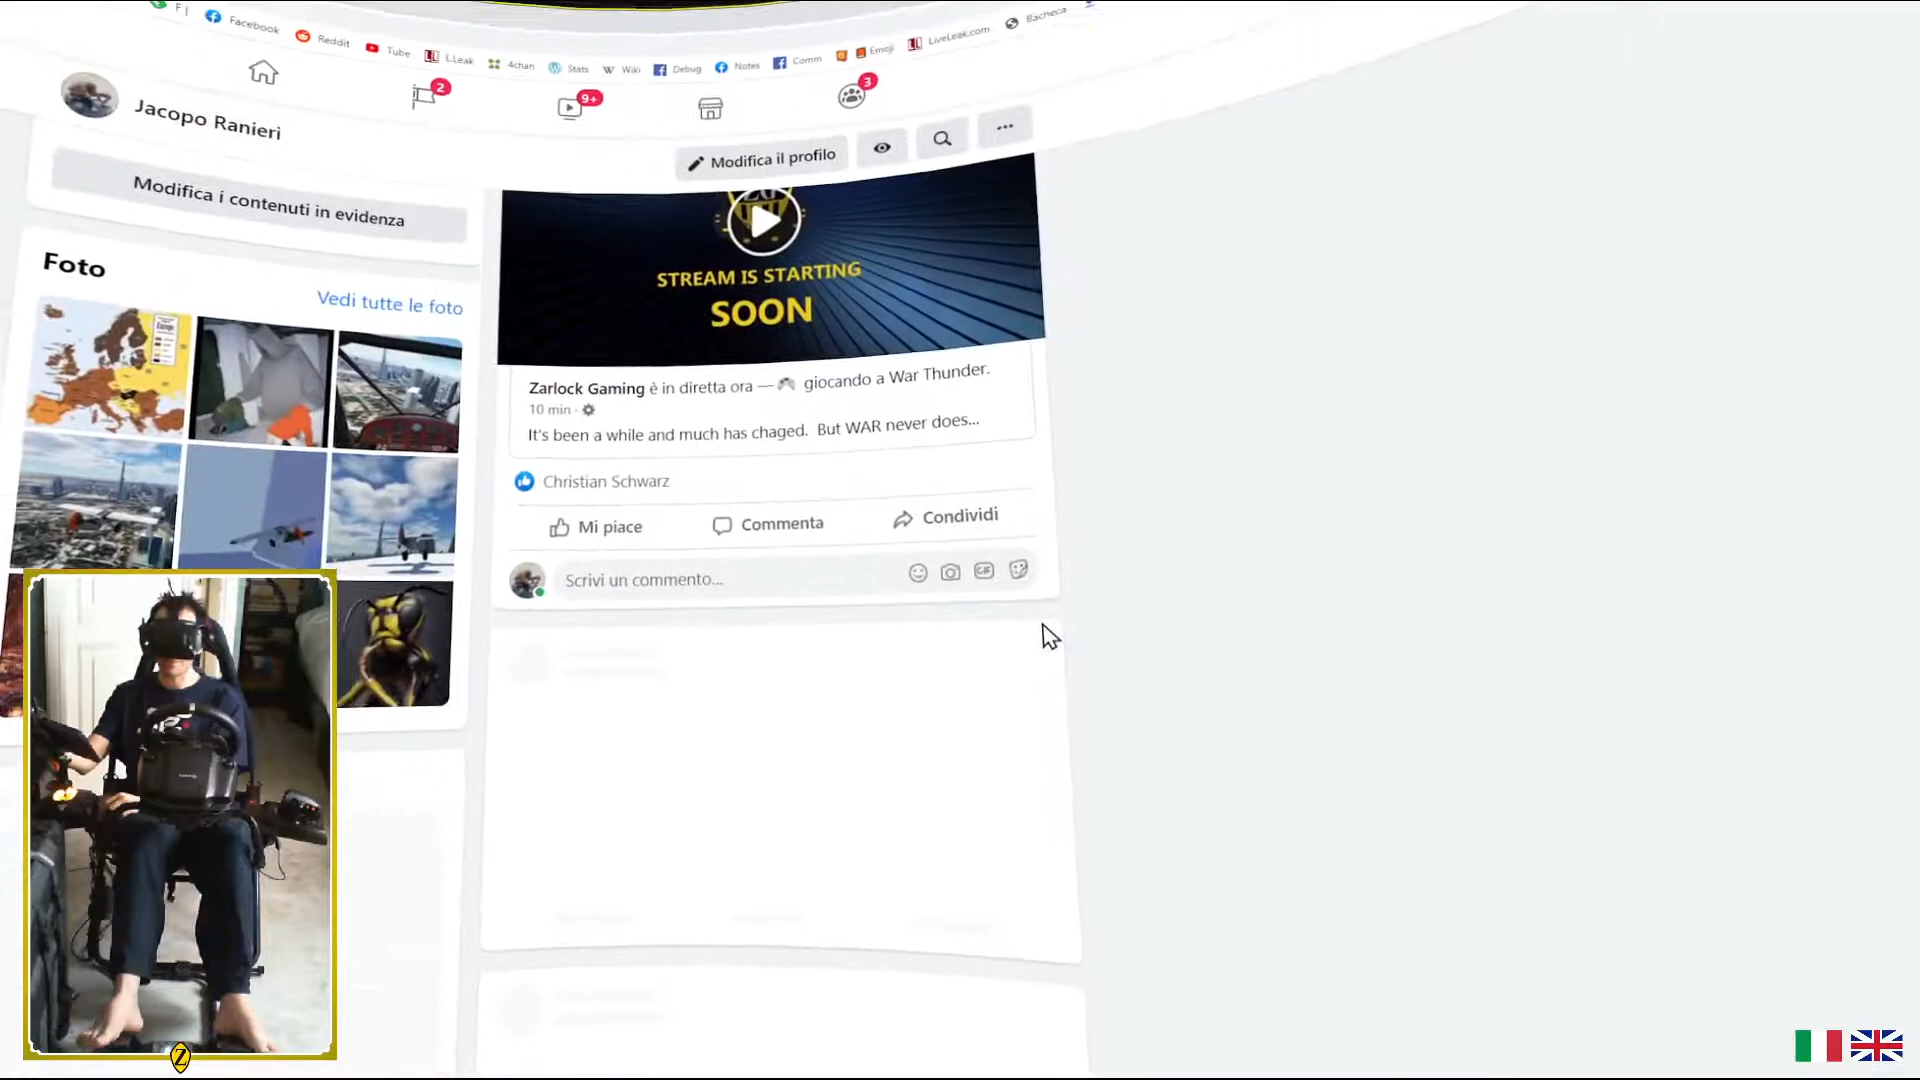 F
Facebook
Reddit
Tube
LLeak
4chan
Stats
Wiki
Debug
Notes
Comm
Emoji
LiveLeak.com
Bacheca
2
9+
3
Jacopo Ranieri
Modifica il profilo
Modifica i contenuti in evidenza
Foto
Vedi tutte le foto
STREAM IS STARTING
SOON
Zarlock Gaming è in diretta ora — giocando a War Thunder.
10 min ·
It's been a while and much has chaged. But WAR never does...
Christian Schwarz
Mi piace
Commenta
Condividi
Scrivi un commento...
GIF
Z